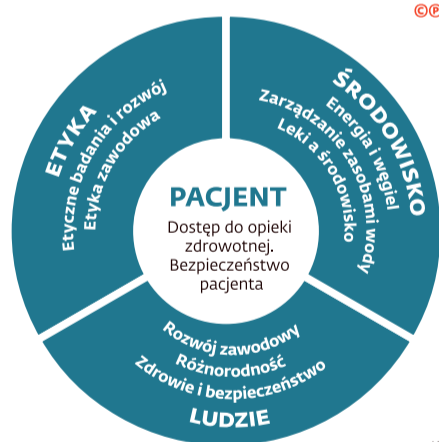 ©℗
ETYKA
Etyczne badania i rozwój
Etyka zawodowa
ŚRODOWISKO
Energia i węgiel
Zarządzanie zasobami wody
Leki a środowisko
PACJENT
Dostęp do opieki
zdrowotnej.
Bezpieczeństwo
pacjenta
Rozwój zawodowy
Różnorodność
Zdrowie i bezpieczeństwo
LUDZIE